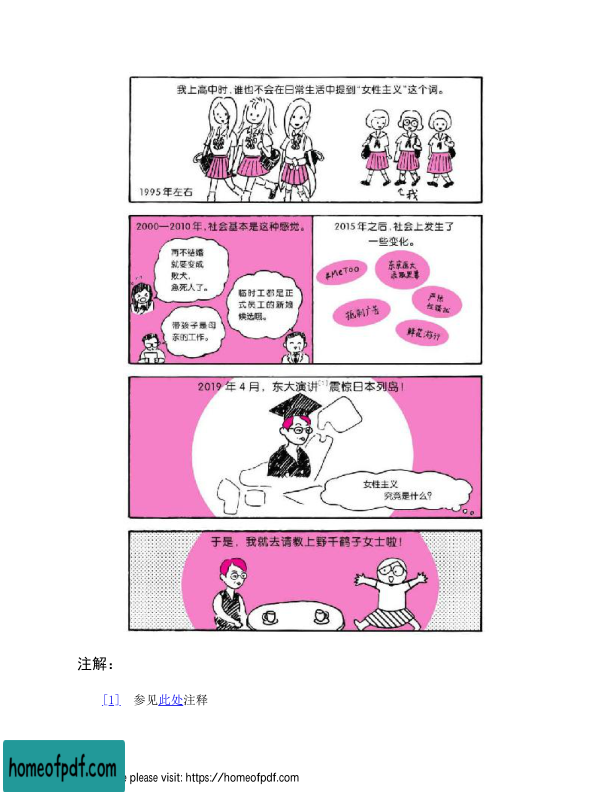 我上高中时，谁也不会在日常生活中提到“女性主义”这个词。
1995年左右
我
2000—2010年，社会基本是这种感觉。
再不结婚
就要变成
败犬，
急死人了。
临时工都是正
式员工的新娘
候选吧。
带孩子是母
亲的工作。
2015年之后，社会上发生了
一些变化。
#MeToo
东京医大
抵制广告
严惩
鲜花游行
2019年4月，东大演讲[1]震惊日本列岛！
女性主义
究竟是什么？
于是，我就去请教上野千鹤子女士啦！
注解：
[1] 参见此处注释
homeofpdf.com
e please visit: https://homeofpdf.com